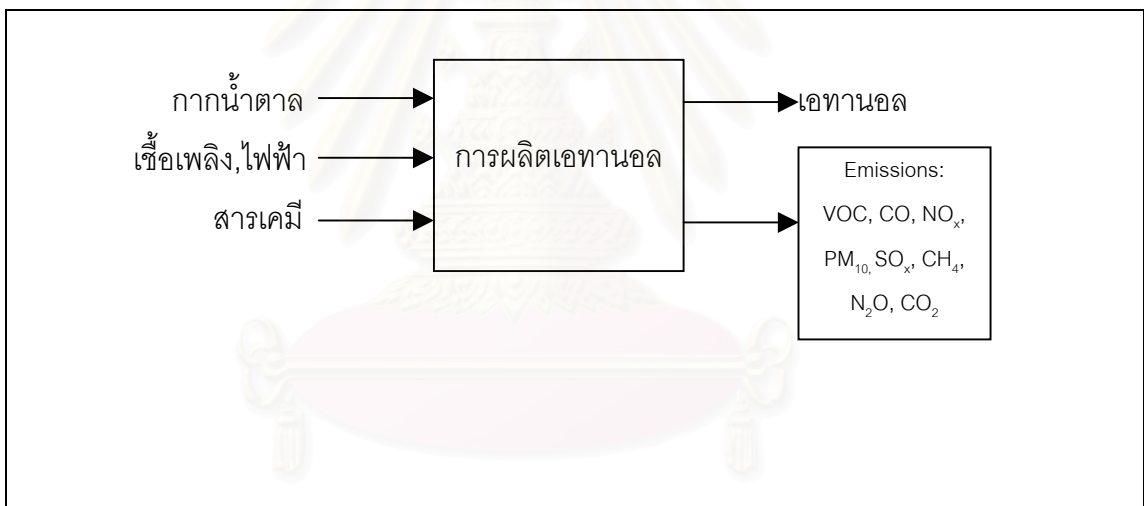 กากน้ำตาล
เชื้อเพลิง,ไฟฟ้า
สารเคมี
การผลิตเอทานอล
เอทานอล
Emissions:
VOC, CO, NOₓ,
PM₁₀, SOₓ, CH₄,
N₂O, CO₂